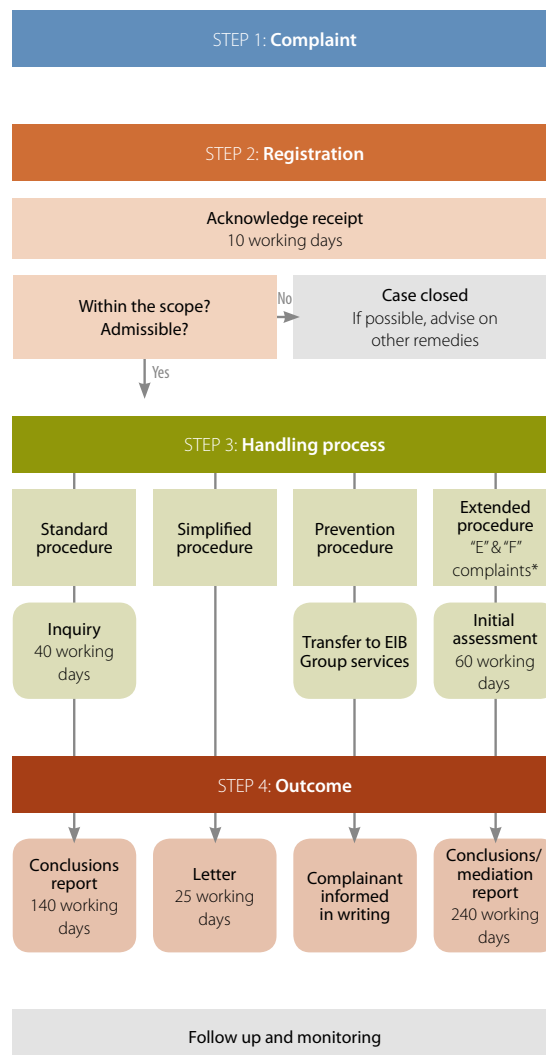 STEP 1: Complaint
STEP 2: Registration
Acknowledge receipt
10 working days
Within the scope?
Admissible?
No
Case closed
If possible, advise on
other remedies
Yes
STEP 3: Handling process
Standard
procedure
Simplified
procedure
Prevention
procedure
Extended
procedure
“E” & “F”
complaints*
Inquiry
40 working
days
Transfer to EIB
Group services
Initial
assessment
60 working
days
STEP 4: Outcome
Conclusions
report
140 working
days
Letter
25 working
days
Complainant
informed
in writing
Conclusions/
mediation
report
240 working
days
Follow up and monitoring